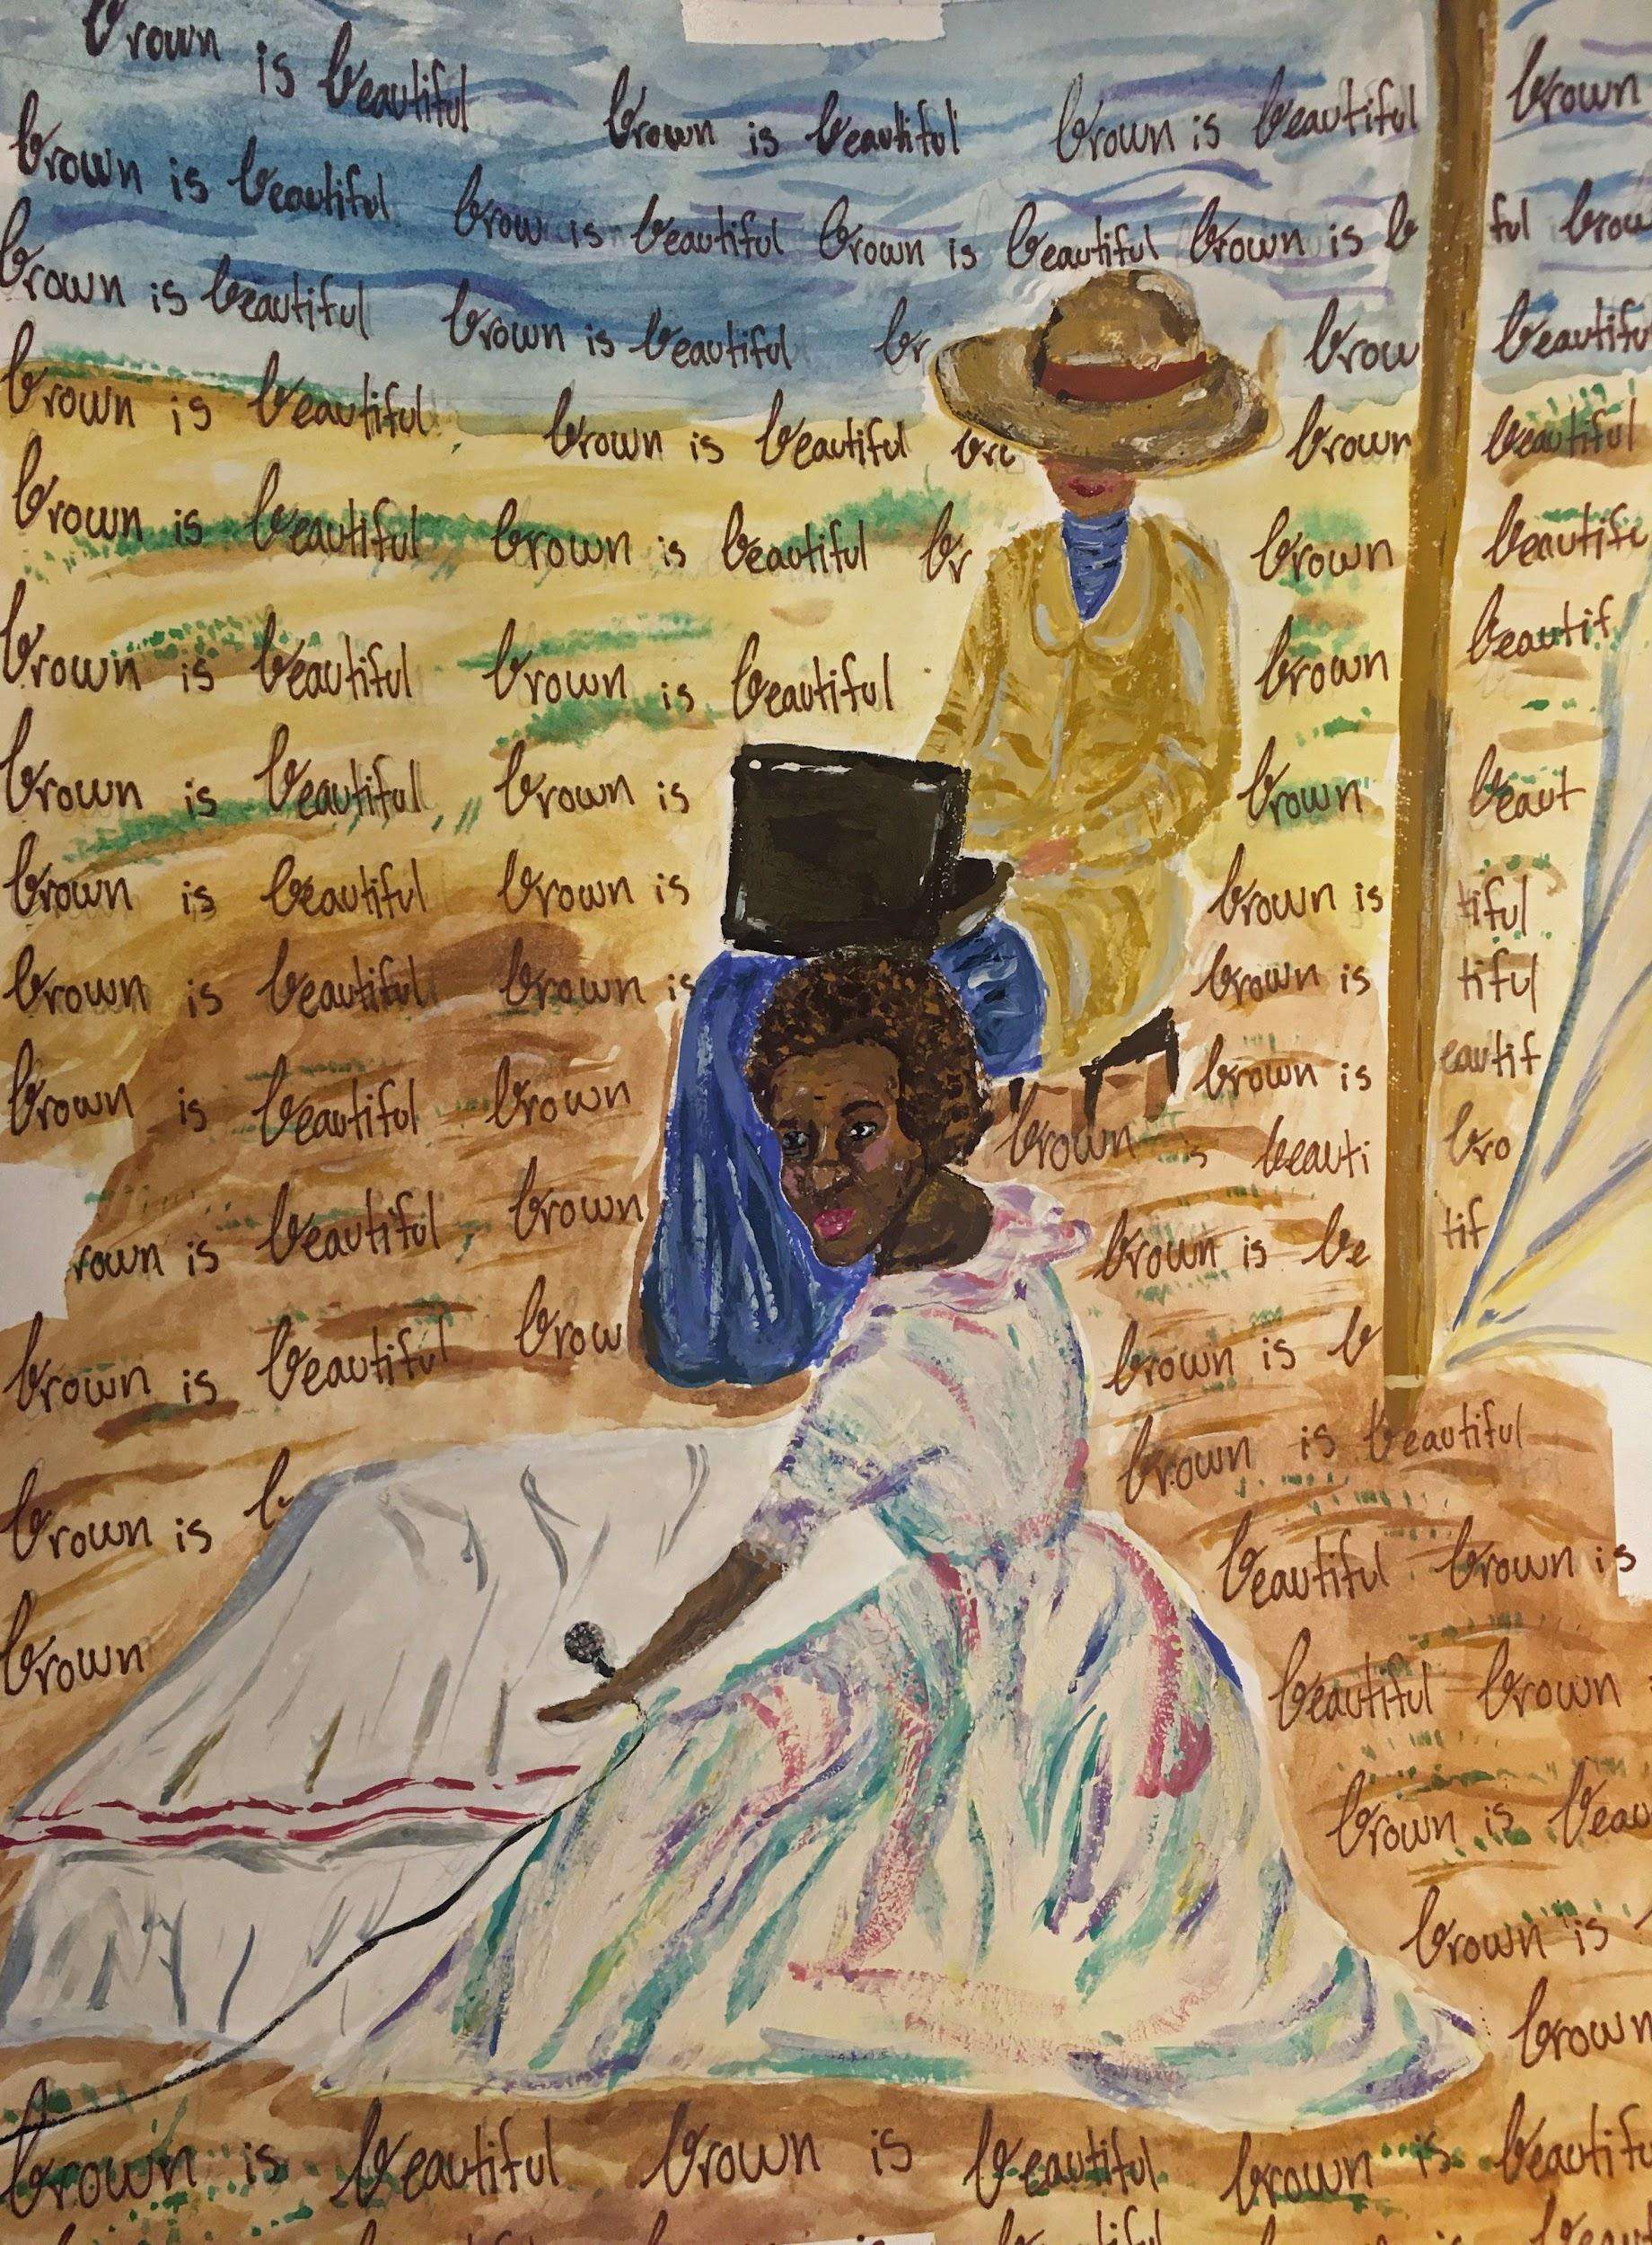 brown is beautiful
brown is beautiful brown is beautiful brown
brown is beautiful brow is beautiful brown is beautiful brown is b ful brow
brown is beautiful brown is beautiful br brow beautifu
brown is beautiful brown is beautiful bro brown beautiful
brown is beautiful brown is beautiful br brown beautifu
brown is beautiful brown is beautiful brown beautif
brown is beautiful brown is brown beaut
brown is beautiful brown is brown is tiful
brown is beautiful brown is brown is tiful
brown is beautiful brown brown is eautif
brown is beauti bro
rown is beautiful brown brown is be tif
brown is beautiful brow brown is b
brown is b brown is beautiful
beautiful brown is
brown beautiful brown
brown is beau
brown is
brown
brown is beautiful brown is beautiful brown is beautifu